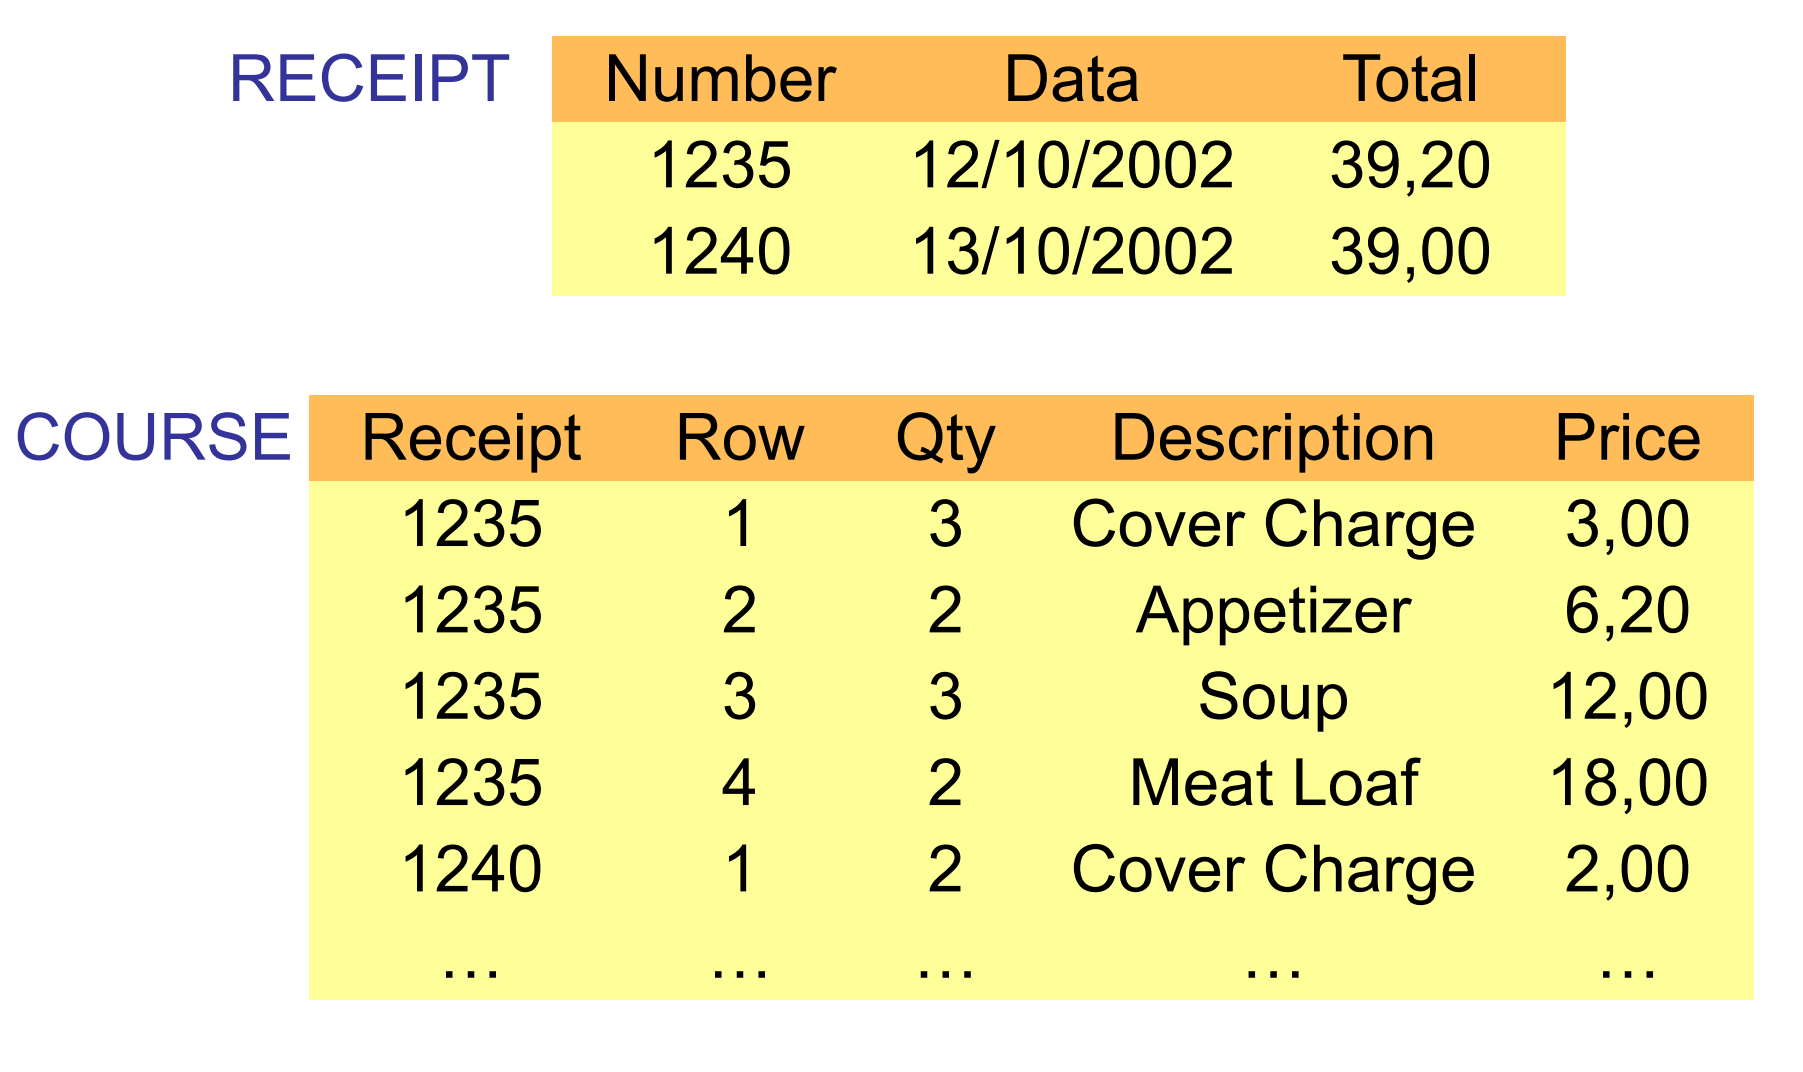 RECEIPT Number Data Total
1235 12/10/2002 39,20
1240 13/10/2002 39,00
COURSE Receipt Row Qty Description Price
1235 1 3 Cover Charge 3,00
1235 2 2 Appetizer 6,20
1235 3 3 Soup 12,00
1235 4 2 Meat Loaf 18,00
1240 1 2 Cover Charge 2,00
… … … … …